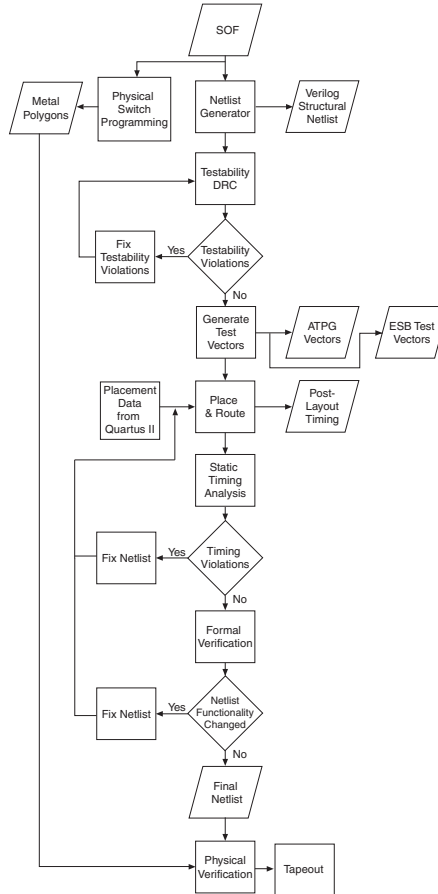 SOF
Metal
Polygons
Physical
Switch
Programming
Netlist
Generator
Verilog
Structural
Netlist
Testability
DRC
Fix
Testability
Violations
Yes
Testability
Violations
No
Generate
Test
Vectors
ATPG
Vectors
ESB Test
Vectors
Placement
Data
from
Quartus II
Place
& Route
Post-
Layout
Timing
Static
Timing
Analysis
Fix Netlist
Yes
Timing
Violations
No
Formal
Verification
Fix Netlist
Yes
Netlist
Functionality
Changed
No
Final
Netlist
Physical
Verification
Tapeout